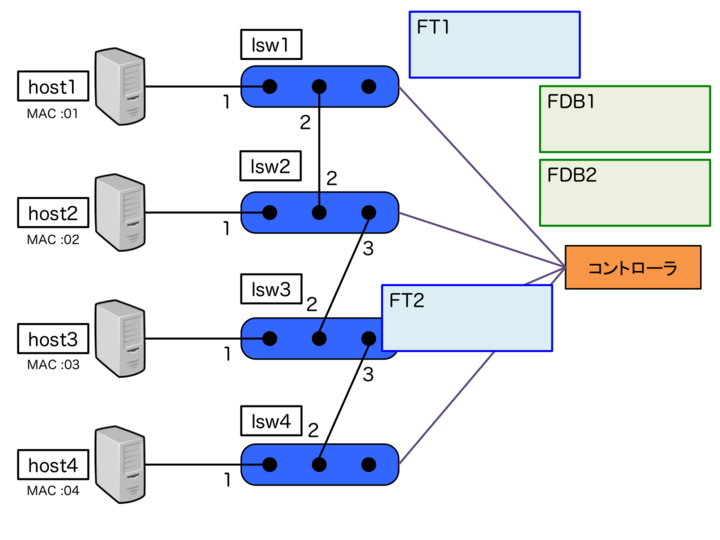 FT1
lsw1
host1
MAC :01
1
2
FDB1
lsw2
2
FDB2
host2
MAC :02
1
3
コントローラ
lsw3
2
FT2
host3
MAC :03
1
3
lsw4
2
host4
MAC :04
1